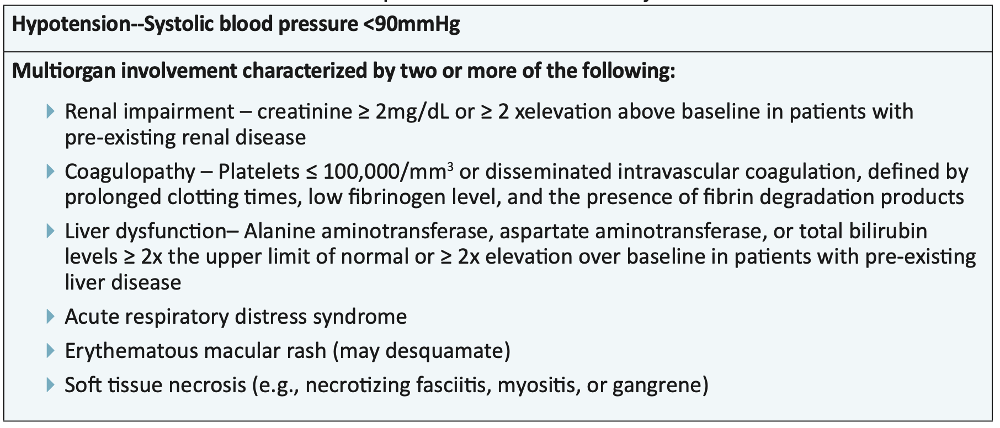 Hypotension--Systolic blood pressure <90mmHg
Multiorgan involvement characterized by two or more of the following:
Renal impairment – creatinine ≥ 2mg/dL or ≥ 2 xelevation above baseline in patients with
pre-existing renal disease
Coagulopathy – Platelets ≤ 100,000/mm³ or disseminated intravascular coagulation, defined by
prolonged clotting times, low fibrinogen level, and the presence of fibrin degradation products
Liver dysfunction– Alanine aminotransferase, aspartate aminotransferase, or total bilirubin
levels ≥ 2x the upper limit of normal or ≥ 2x elevation over baseline in patients with pre-existing
liver disease
Acute respiratory distress syndrome
Erythematous macular rash (may desquamate)
Soft tissue necrosis (e.g., necrotizing fasciitis, myositis, or gangrene)